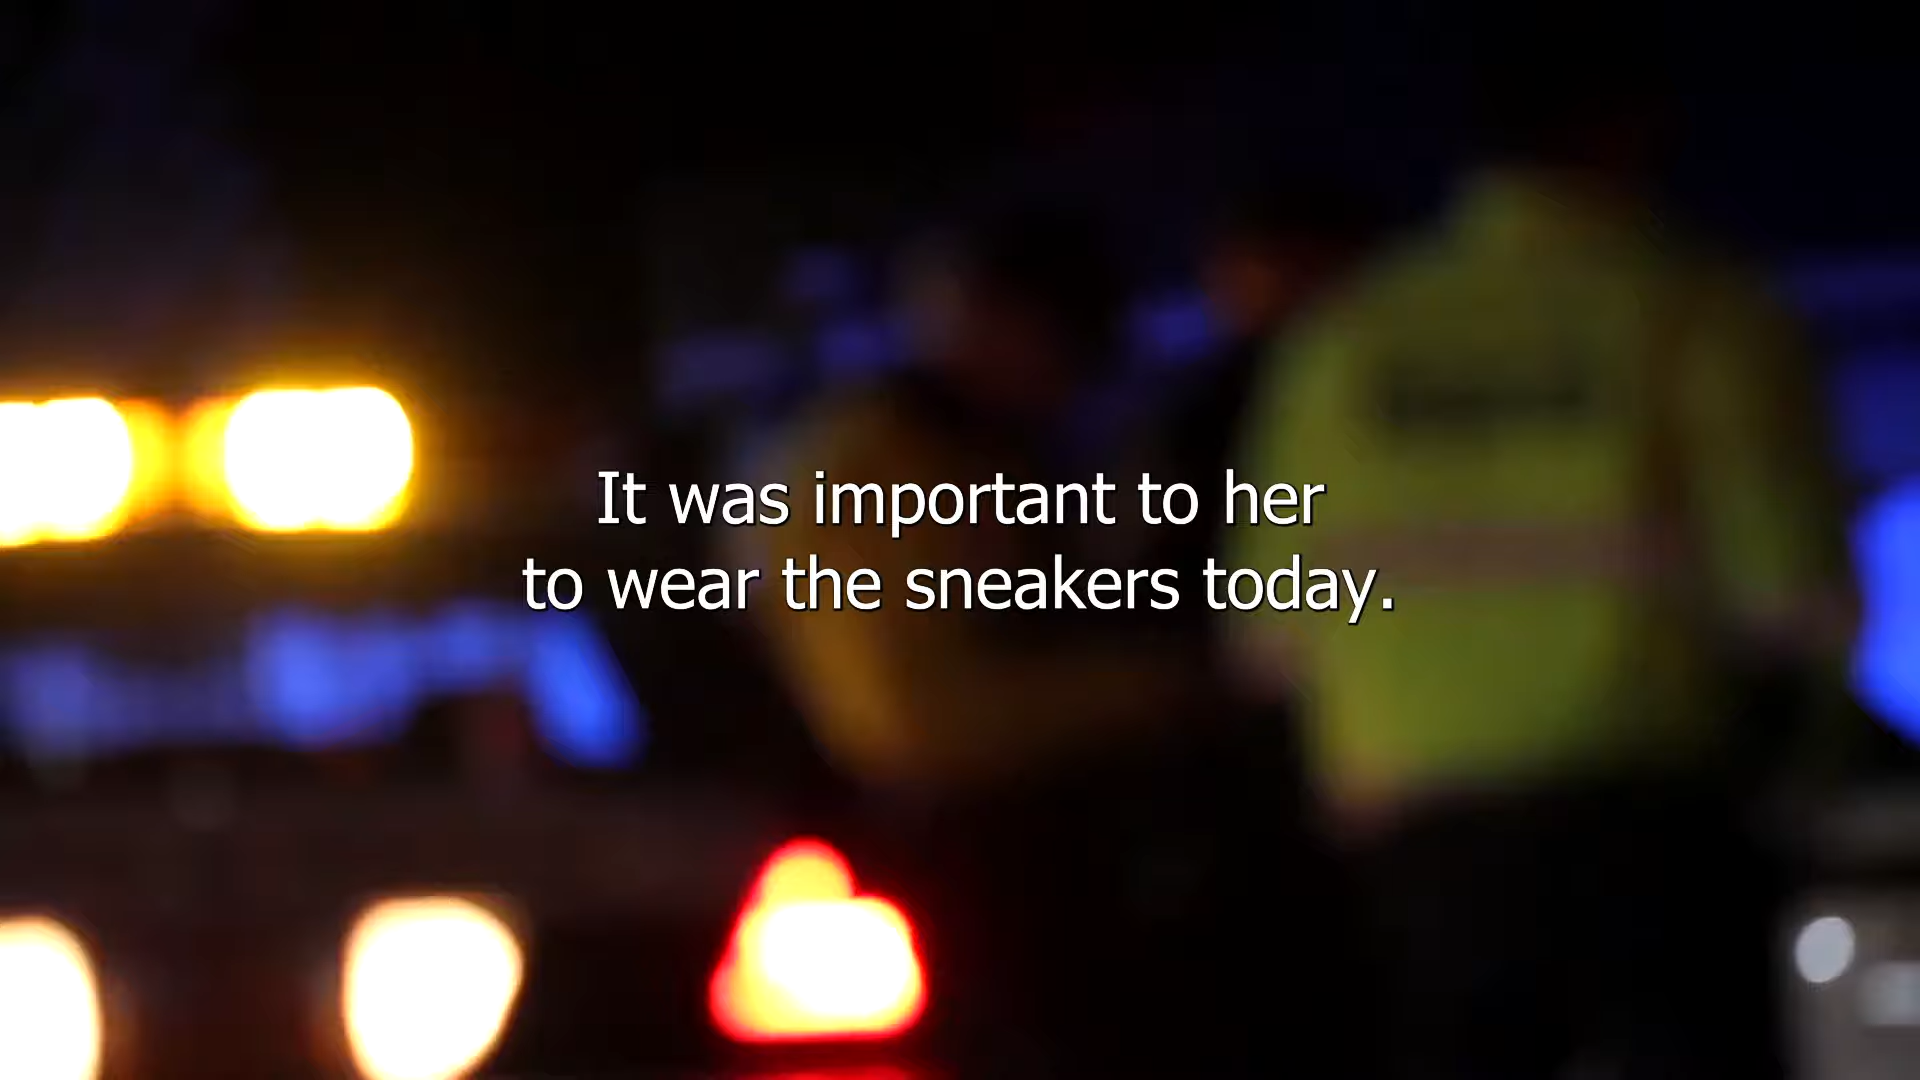 It was important to her
to wear the sneakers today.